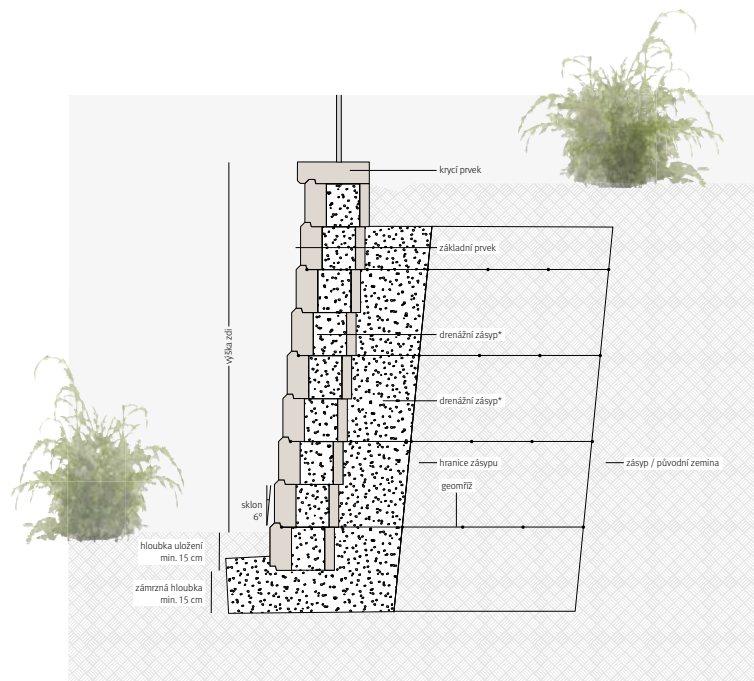 krycí prvek
základní prvek
výška zdi
drenážní zásyp*
drenážní zásyp*
hranice zásypu
zásyp / původní zemina
geomříž
sklon
6°
hloubka uložení
min. 15 cm
zámrzná hloubka
min. 15 cm